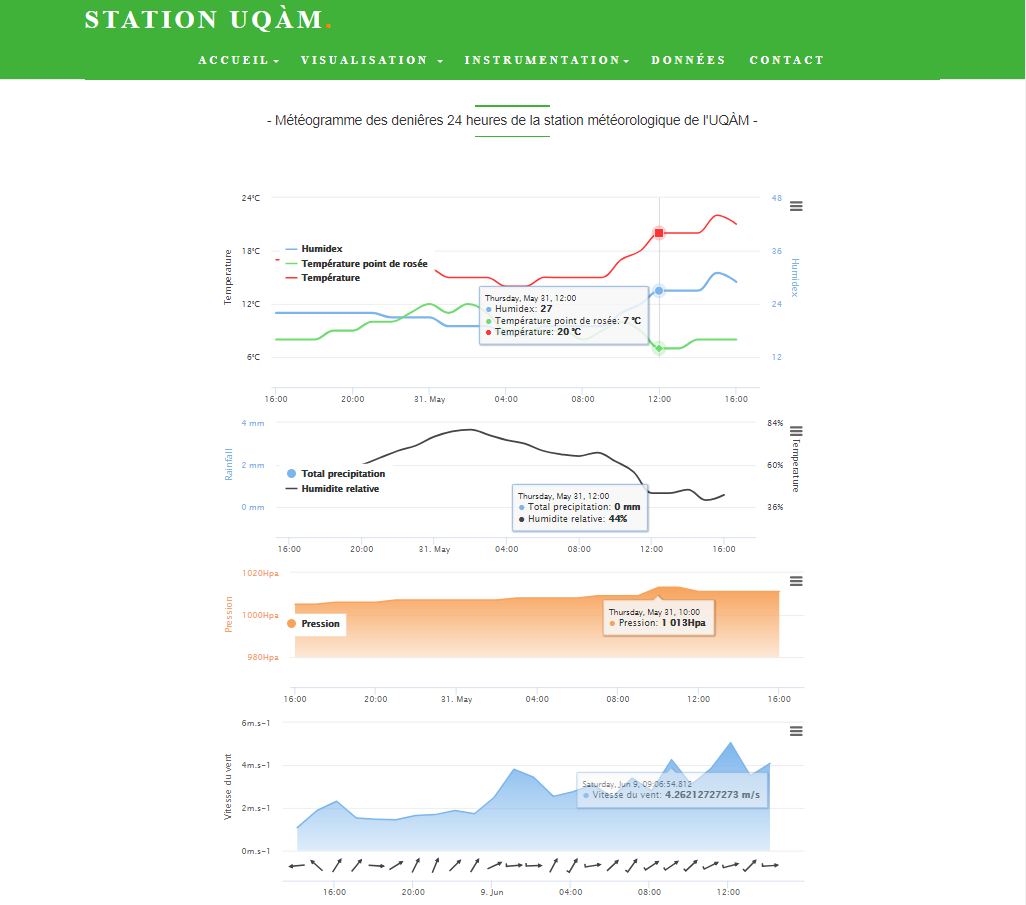 STATION UQÀM.
ACCUEIL VISUALISATION INSTRUMENTATION DONNÉES CONTACT
- Météogramme des denières 24 heures de la station météorologique de l'UQÀM -
24°C 48
18°C 36
12°C 24
6°C 12
Temperature
Humidex
Humidex
Température point de rosée
Température
Thursday, May 31, 12:00
Humidex: 27
Température point de rosée: 7 °C
Température: 20 °C
16:00 20:00 31. May 04:00 08:00 12:00 16:00
4 mm 84%
2 mm 60%
0 mm 36%
Rainfall
Temperature
Total precipitation
Humidite relative
Thursday, May 31, 12:00
Total precipitation: 0 mm
Humidite relative: 44%
16:00 20:00 31. May 04:00 08:00 12:00 16:00
1020Hpa
1000Hpa
980Hpa
Pression
Pression
Thursday, May 31, 10:00
Pression: 1 013Hpa
16:00 20:00 31. May 04:00 08:00 12:00 16:00
6m.s-1
4m.s-1
2m.s-1
0m.s-1
Vitesse du vent
Saturday, Jun 9, 09:06:54.812
Vitesse du vent: 4.26212727273 m/s
16:00 20:00 9. Jun 04:00 08:00 12:00